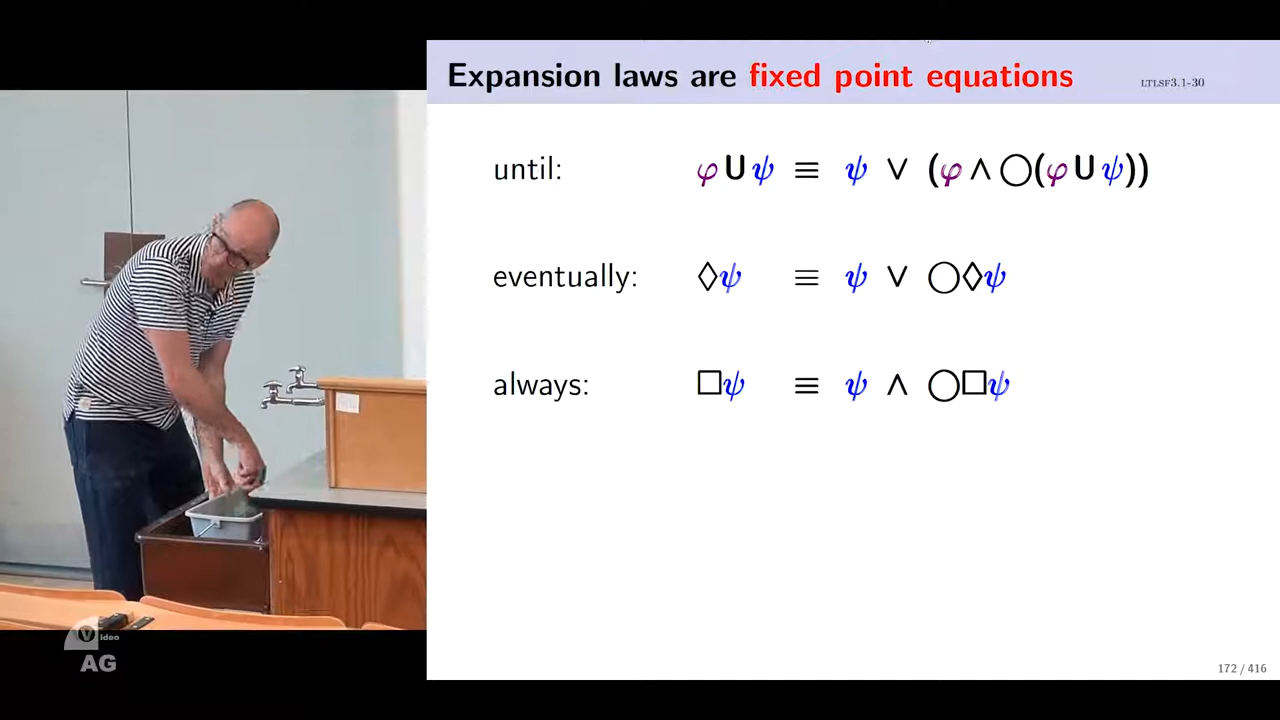 Expansion laws are fixed point equations LTLSF3.1-30
until: φ U ψ ≡ ψ ∨ (φ ∧ ◯(φ U ψ))
eventually: ◊ψ ≡ ψ ∨ ◯◊ψ
always: □ψ ≡ ψ ∧ ◯□ψ
Video
AG
172 / 416